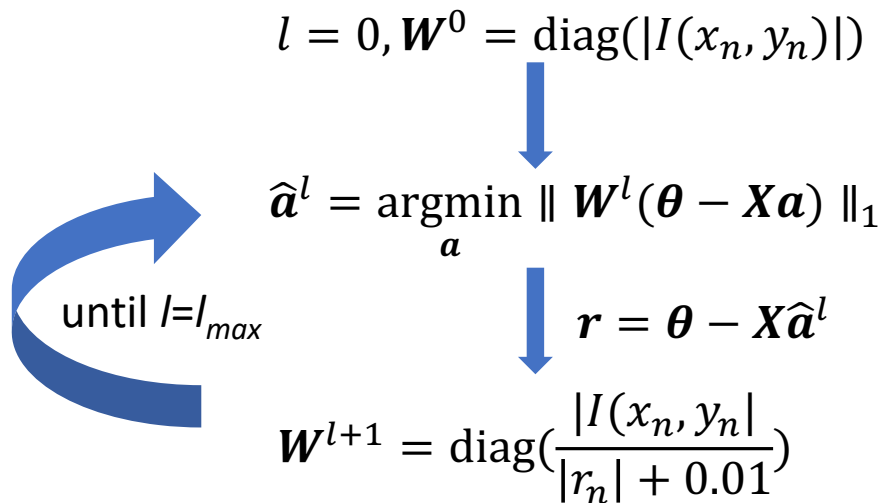 l = 0, W⁰ = diag(|I(xₙ, yₙ)|)
âˡ = argmin ∥ Wˡ(θ − Xa) ∥₁
a
until l=lₘₐₓ
r = θ − Xâˡ
Wˡ⁺¹ = diag(|I(xₙ, yₙ| / |rₙ| + 0.01)